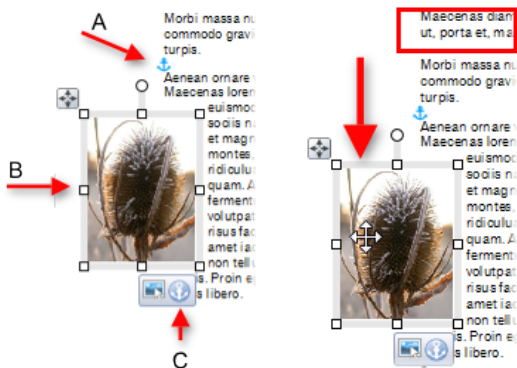 A
Morbi massa nu
commodo gravi
turpis.
Aenean ornare
Maecenas lorem
euismod
sociis na
et magn
montes,
ridiculu
quam. A
ferment
volutpat
risus fac
amet iac
non tellu
s. Proin e
s libero.
B
C
Maecenas diam
ut, porta et, ma
Morbi massa nu
commodo gravi
turpis.
Aenean ornare
Maecenas lorem
euismod
sociis na
et magn
montes,
ridiculu
quam. A
ferment
volutpat
risus fac
amet iac
non tellu
is. Proin e
s libero.